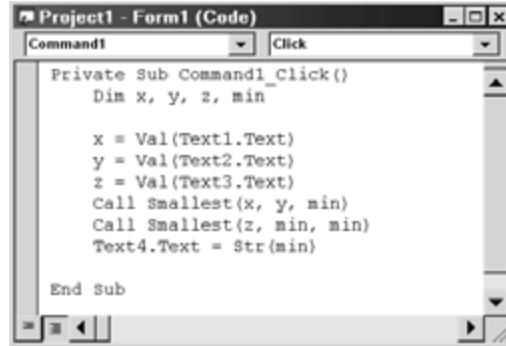 Project1 - Form1 (Code)
Command1 Click
Private Sub Command1_Click()
Dim x, y, z, min
x = Val(Text1.Text)
y = Val(Text2.Text)
z = Val(Text3.Text)
Call Smallest(x, y, min)
Call Smallest(z, min, min)
Text4.Text = Str(min)
End Sub